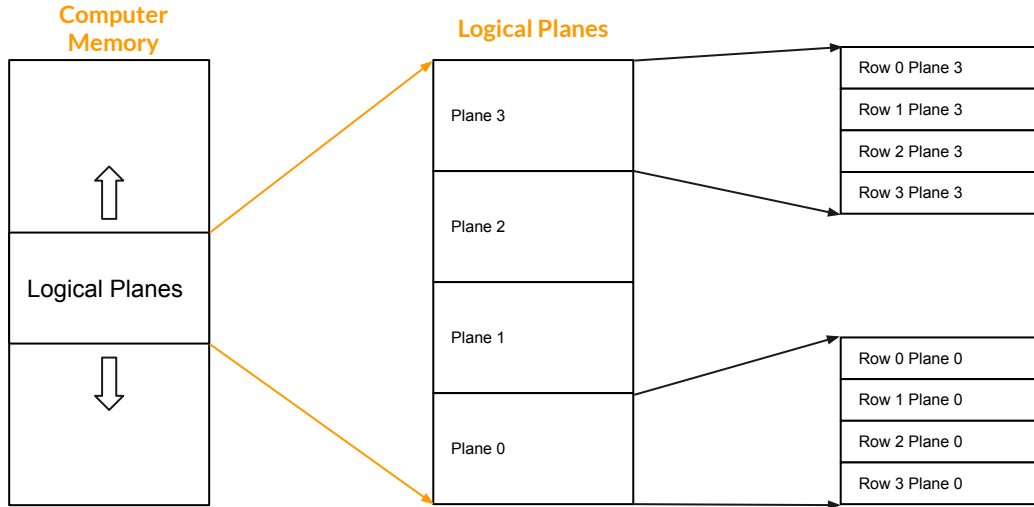 Computer
Memory
Logical Planes
Logical Planes
Plane 3
Plane 2
Plane 1
Plane 0
Row 0 Plane 3
Row 1 Plane 3
Row 2 Plane 3
Row 3 Plane 3
Row 0 Plane 0
Row 1 Plane 0
Row 2 Plane 0
Row 3 Plane 0